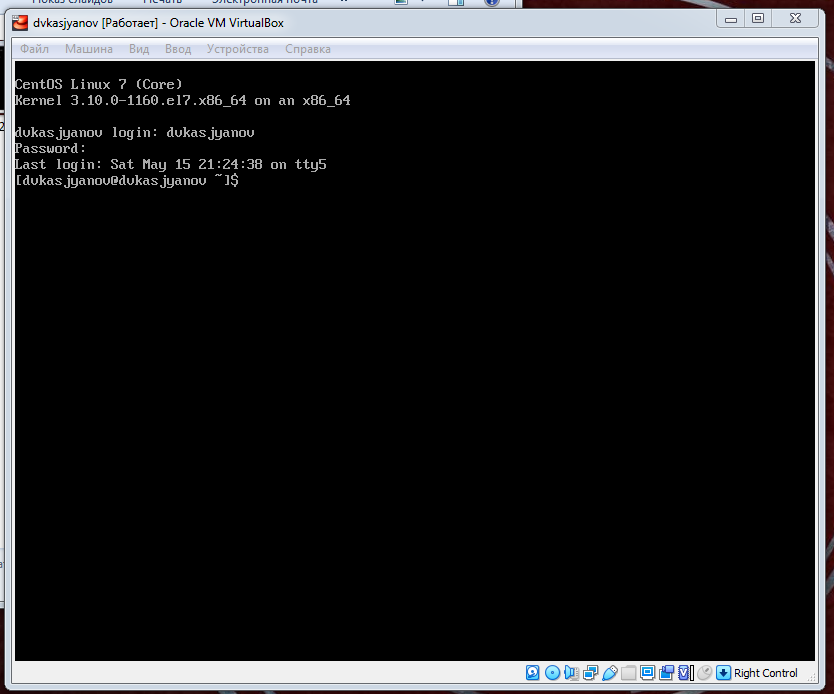 Показ слайдов Печать Электронная почта
dvkasjyanov [Работает] - Oracle VM VirtualBox
Файл Машина Вид Ввод Устройства Справка
CentOS Linux 7 (Core)
Kernel 3.10.0-1160.el7.x86_64 on an x86_64
dvkasjyanov login: dvkasjyanov
Password:
Last login: Sat May 15 21:24:38 on tty5
[dvkasjyanov@dvkasjyanov ~]$
Right Control